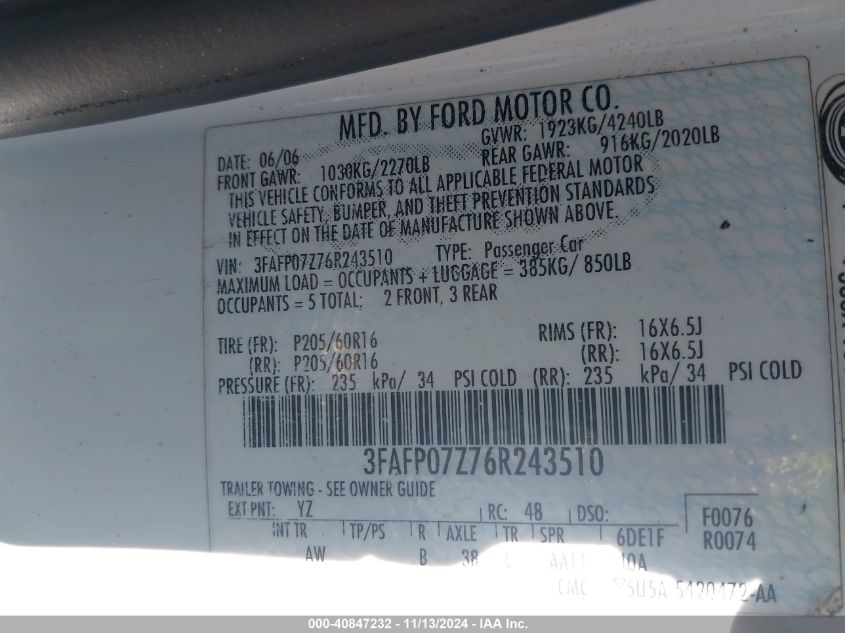 MFD. BY FORD MOTOR CO.
DATE: 06/06 GVWR: 1923KG/4240LB
FRONT GAWR: 1030KG/2270LB REAR GAWR: 916KG/2020LB
THIS VEHICLE CONFORMS TO ALL APPLICABLE FEDERAL MOTOR
VEHICLE SAFETY, BUMPER, AND THEFT PREVENTION STANDARDS
IN EFFECT ON THE DATE OF MANUFACTURE SHOWN ABOVE.
VIN: 3FAFP07Z76R243510 TYPE: Passenger Car
MAXIMUM LOAD = OCCUPANTS + LUGGAGE = 385KG/ 850LB
OCCUPANTS = 5 TOTAL; 2 FRONT, 3 REAR
TIRE (FR): P205/60R16 RIMS (FR): 16X6.5J
(RR): P205/60R16 (RR): 16X6.5J
PRESSURE (FR): 235 kPa/ 34 PSI COLD (RR): 235 kPa/ 34 PSI COLD
3FAFP07Z76R243510
TRAILER TOWING - SEE OWNER GUIDE
EXT PNT: YZ RC: 48 DSO: F0076
INT TR TP/PS R AXLE TR SPR 6DE1F R0074
AW B 38
5420472-AA
000-40847232 - 11/13/2024 - IAA Inc.